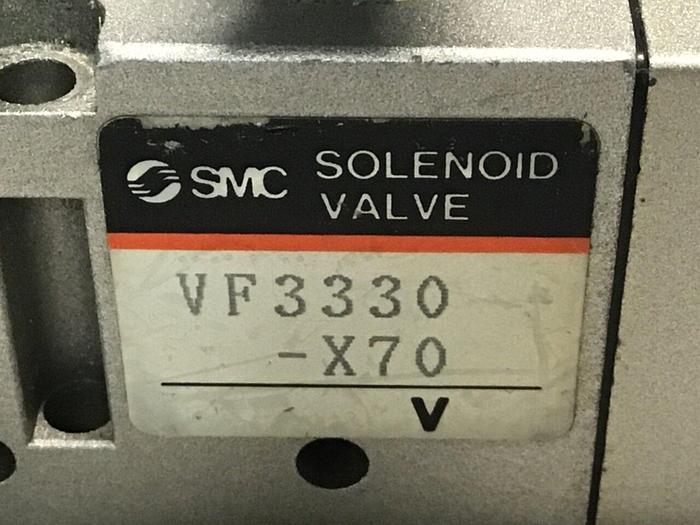 SMC SOLENOID
VALVE
VF3330
-X70
V